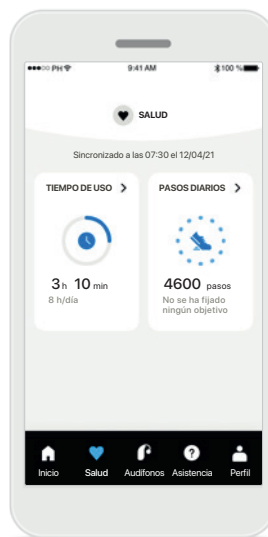 PH 9:41 AM 100 %
SALUD
Sincronizado a las 07:30 el 12/04/21
TIEMPO DE USO
3 h 10 min
8 h/día
PASOS DIARIOS
4600 pasos
No se ha fijado
ningún objetivo
Inicio Salud Audífonos Asistencia Perfil